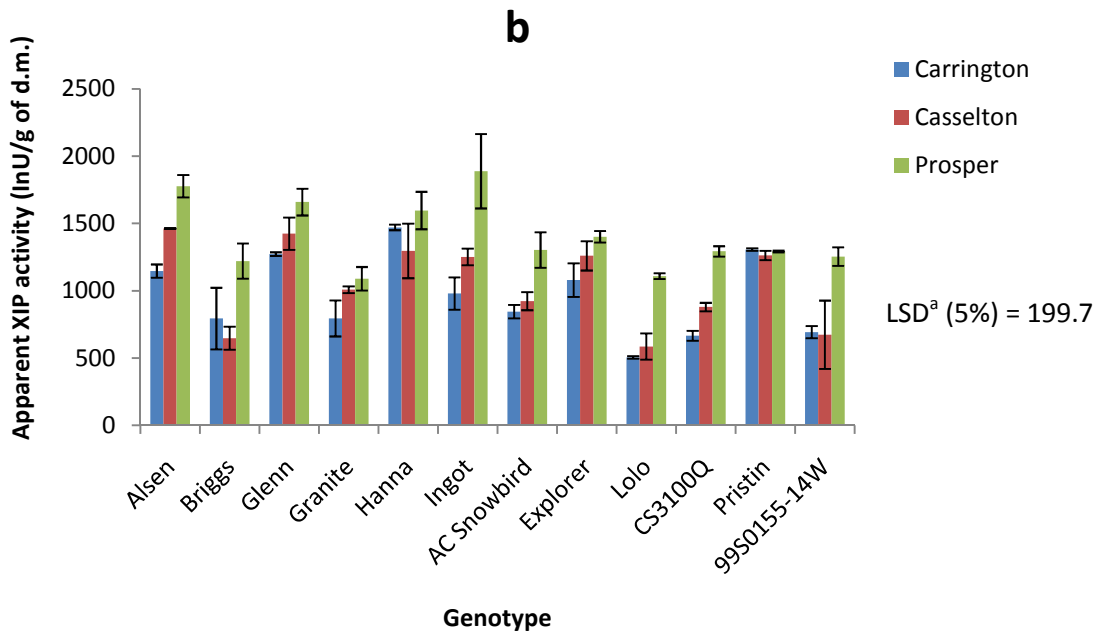 b
Apparent XIP activity (InU/g of d.m.)
2500
2000
1500
1000
500
0
Carrington
Casselton
Prosper
LSDᵃ (5%) = 199.7
Alsen
Briggs
Glenn
Granite
Hanna
Ingot
AC Snowbird
Explorer
Lolo
CS3100Q
Pristin
99S0155-14W
Genotype